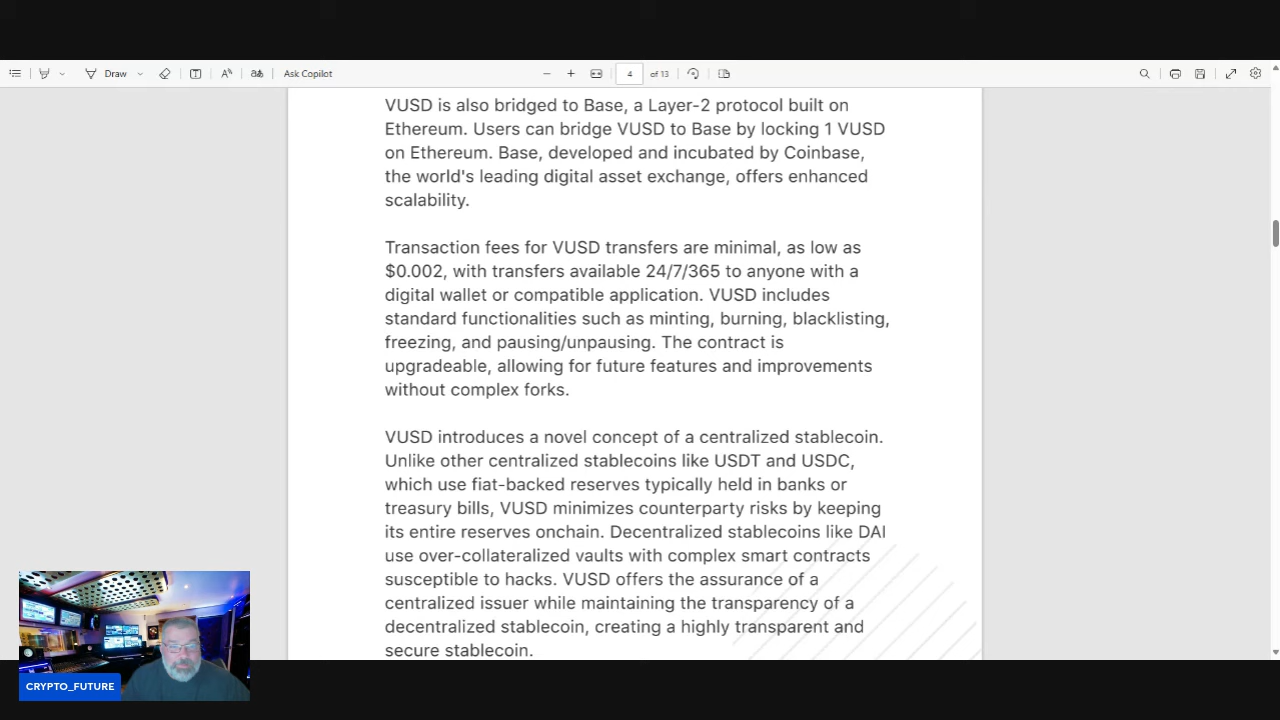 Draw
Ask Copilot
4
of 13
VUSD is also bridged to Base, a Layer-2 protocol built on
Ethereum. Users can bridge VUSD to Base by locking 1 VUSD
on Ethereum. Base, developed and incubated by Coinbase,
the world's leading digital asset exchange, offers enhanced
scalability.
Transaction fees for VUSD transfers are minimal, as low as
$0.002, with transfers available 24/7/365 to anyone with a
digital wallet or compatible application. VUSD includes
standard functionalities such as minting, burning, blacklisting,
freezing, and pausing/unpausing. The contract is
upgradeable, allowing for future features and improvements
without complex forks.
VUSD introduces a novel concept of a centralized stablecoin.
Unlike other centralized stablecoins like USDT and USDC,
which use fiat-backed reserves typically held in banks or
treasury bills, VUSD minimizes counterparty risks by keeping
its entire reserves onchain. Decentralized stablecoins like DAI
use over-collateralized vaults with complex smart contracts
susceptible to hacks. VUSD offers the assurance of a
centralized issuer while maintaining the transparency of a
decentralized stablecoin, creating a highly transparent and
secure stablecoin.
CRYPTO_FUTURE